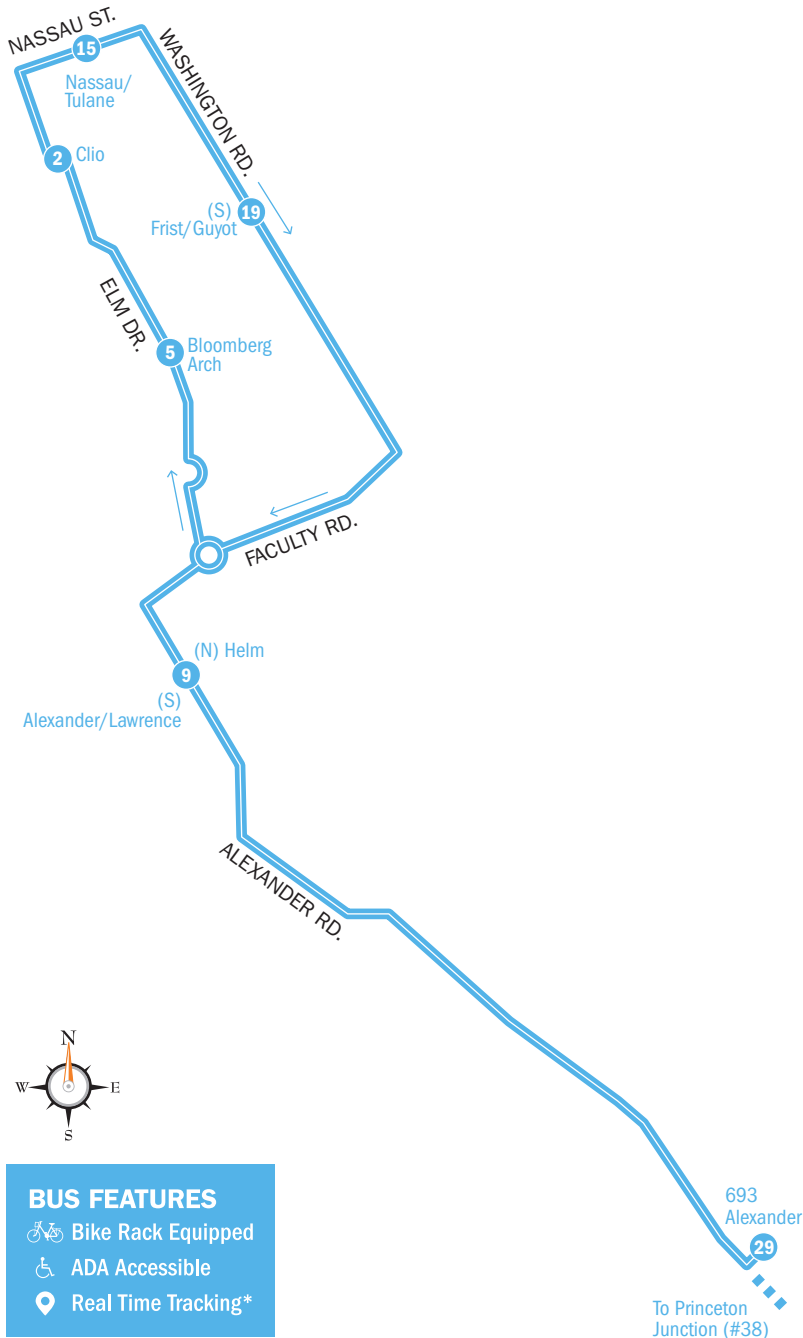 NASSAU ST.
15
Nassau/
Tulane
WASHINGTON RD.
2 Clio
(S)
Frist/Guyot
19
ELM DR.
5
Bloomberg
Arch
FACULTY RD.
(N) Helm
9
(S)
Alexander/Lawrence
ALEXANDER RD.
N
W E
S
BUS FEATURES
Bike Rack Equipped
ADA Accessible
Real Time Tracking*
693
Alexander
29
To Princeton
Junction (#38)